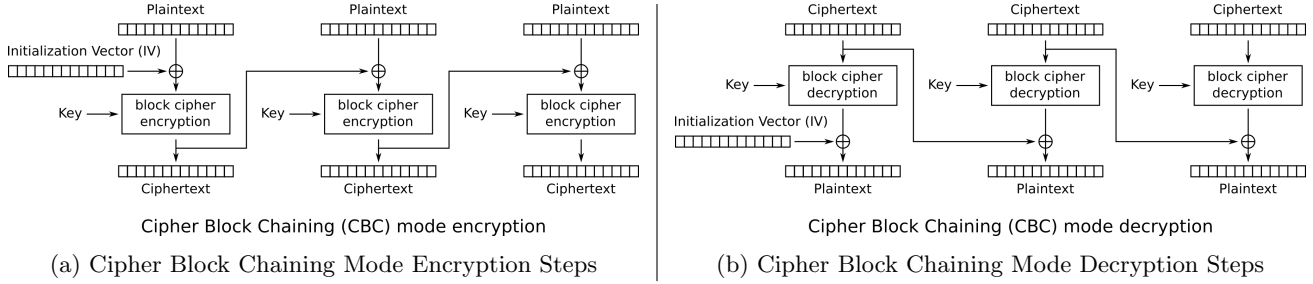 Plaintext Plaintext Plaintext
Initialization Vector (IV)
Key block cipher encryption Key block cipher encryption Key block cipher encryption
Ciphertext Ciphertext Ciphertext
Cipher Block Chaining (CBC) mode encryption
(a) Cipher Block Chaining Mode Encryption Steps
Ciphertext Ciphertext Ciphertext
Key block cipher decryption Key block cipher decryption Key block cipher decryption
Initialization Vector (IV)
Plaintext Plaintext Plaintext
Cipher Block Chaining (CBC) mode decryption
(b) Cipher Block Chaining Mode Decryption Steps